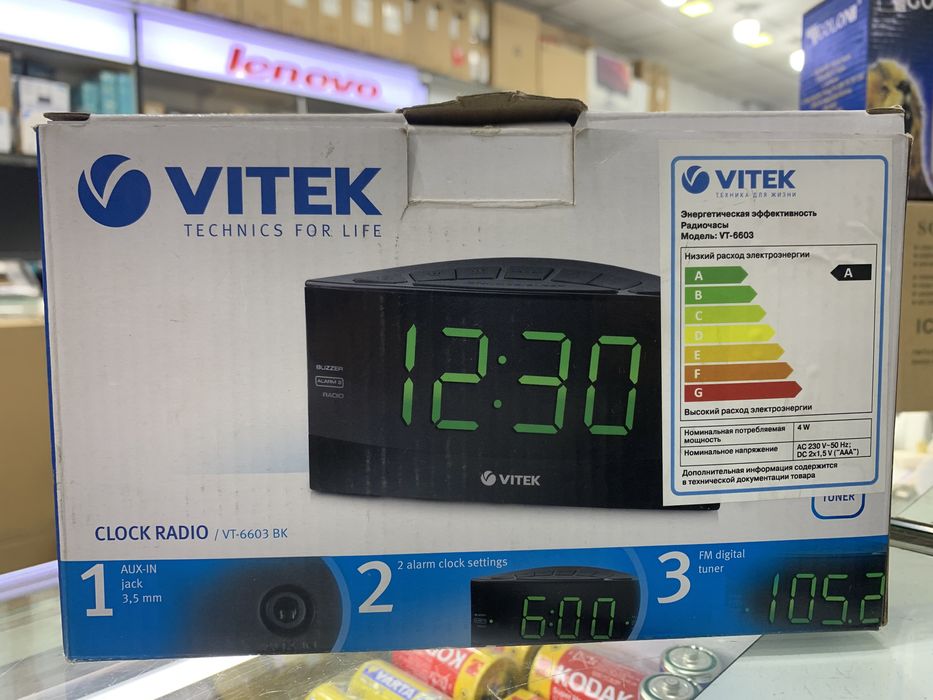 lenovo
VITEK
TECHNICS FOR LIFE
VITEK
ТЕХНИКА ДЛЯ ЖИЗНИ
Энергетическая эффективность
Радиочасы
Модель: VT-6603
Низкий расход электроэнергии
A
A
B
C
D
E
F
G
Высокий расход электроэнергии
Номинальная потребляемая мощность
4 W
Номинальное напряжение
AC 230 V~50 Hz;
DC 2x1,5 V ("AAA")
Дополнительная информация содержится
в технической документации товара
TUNER
BUZZER
ALARM 2
RADIO
12:30
VITEK
CLOCK RADIO / VT-6603 BK
1 AUX-IN
jack
3,5 mm
2 2 alarm clock settings
6:00
3 FM digital
tuner
105.2
VARTA
KODAK